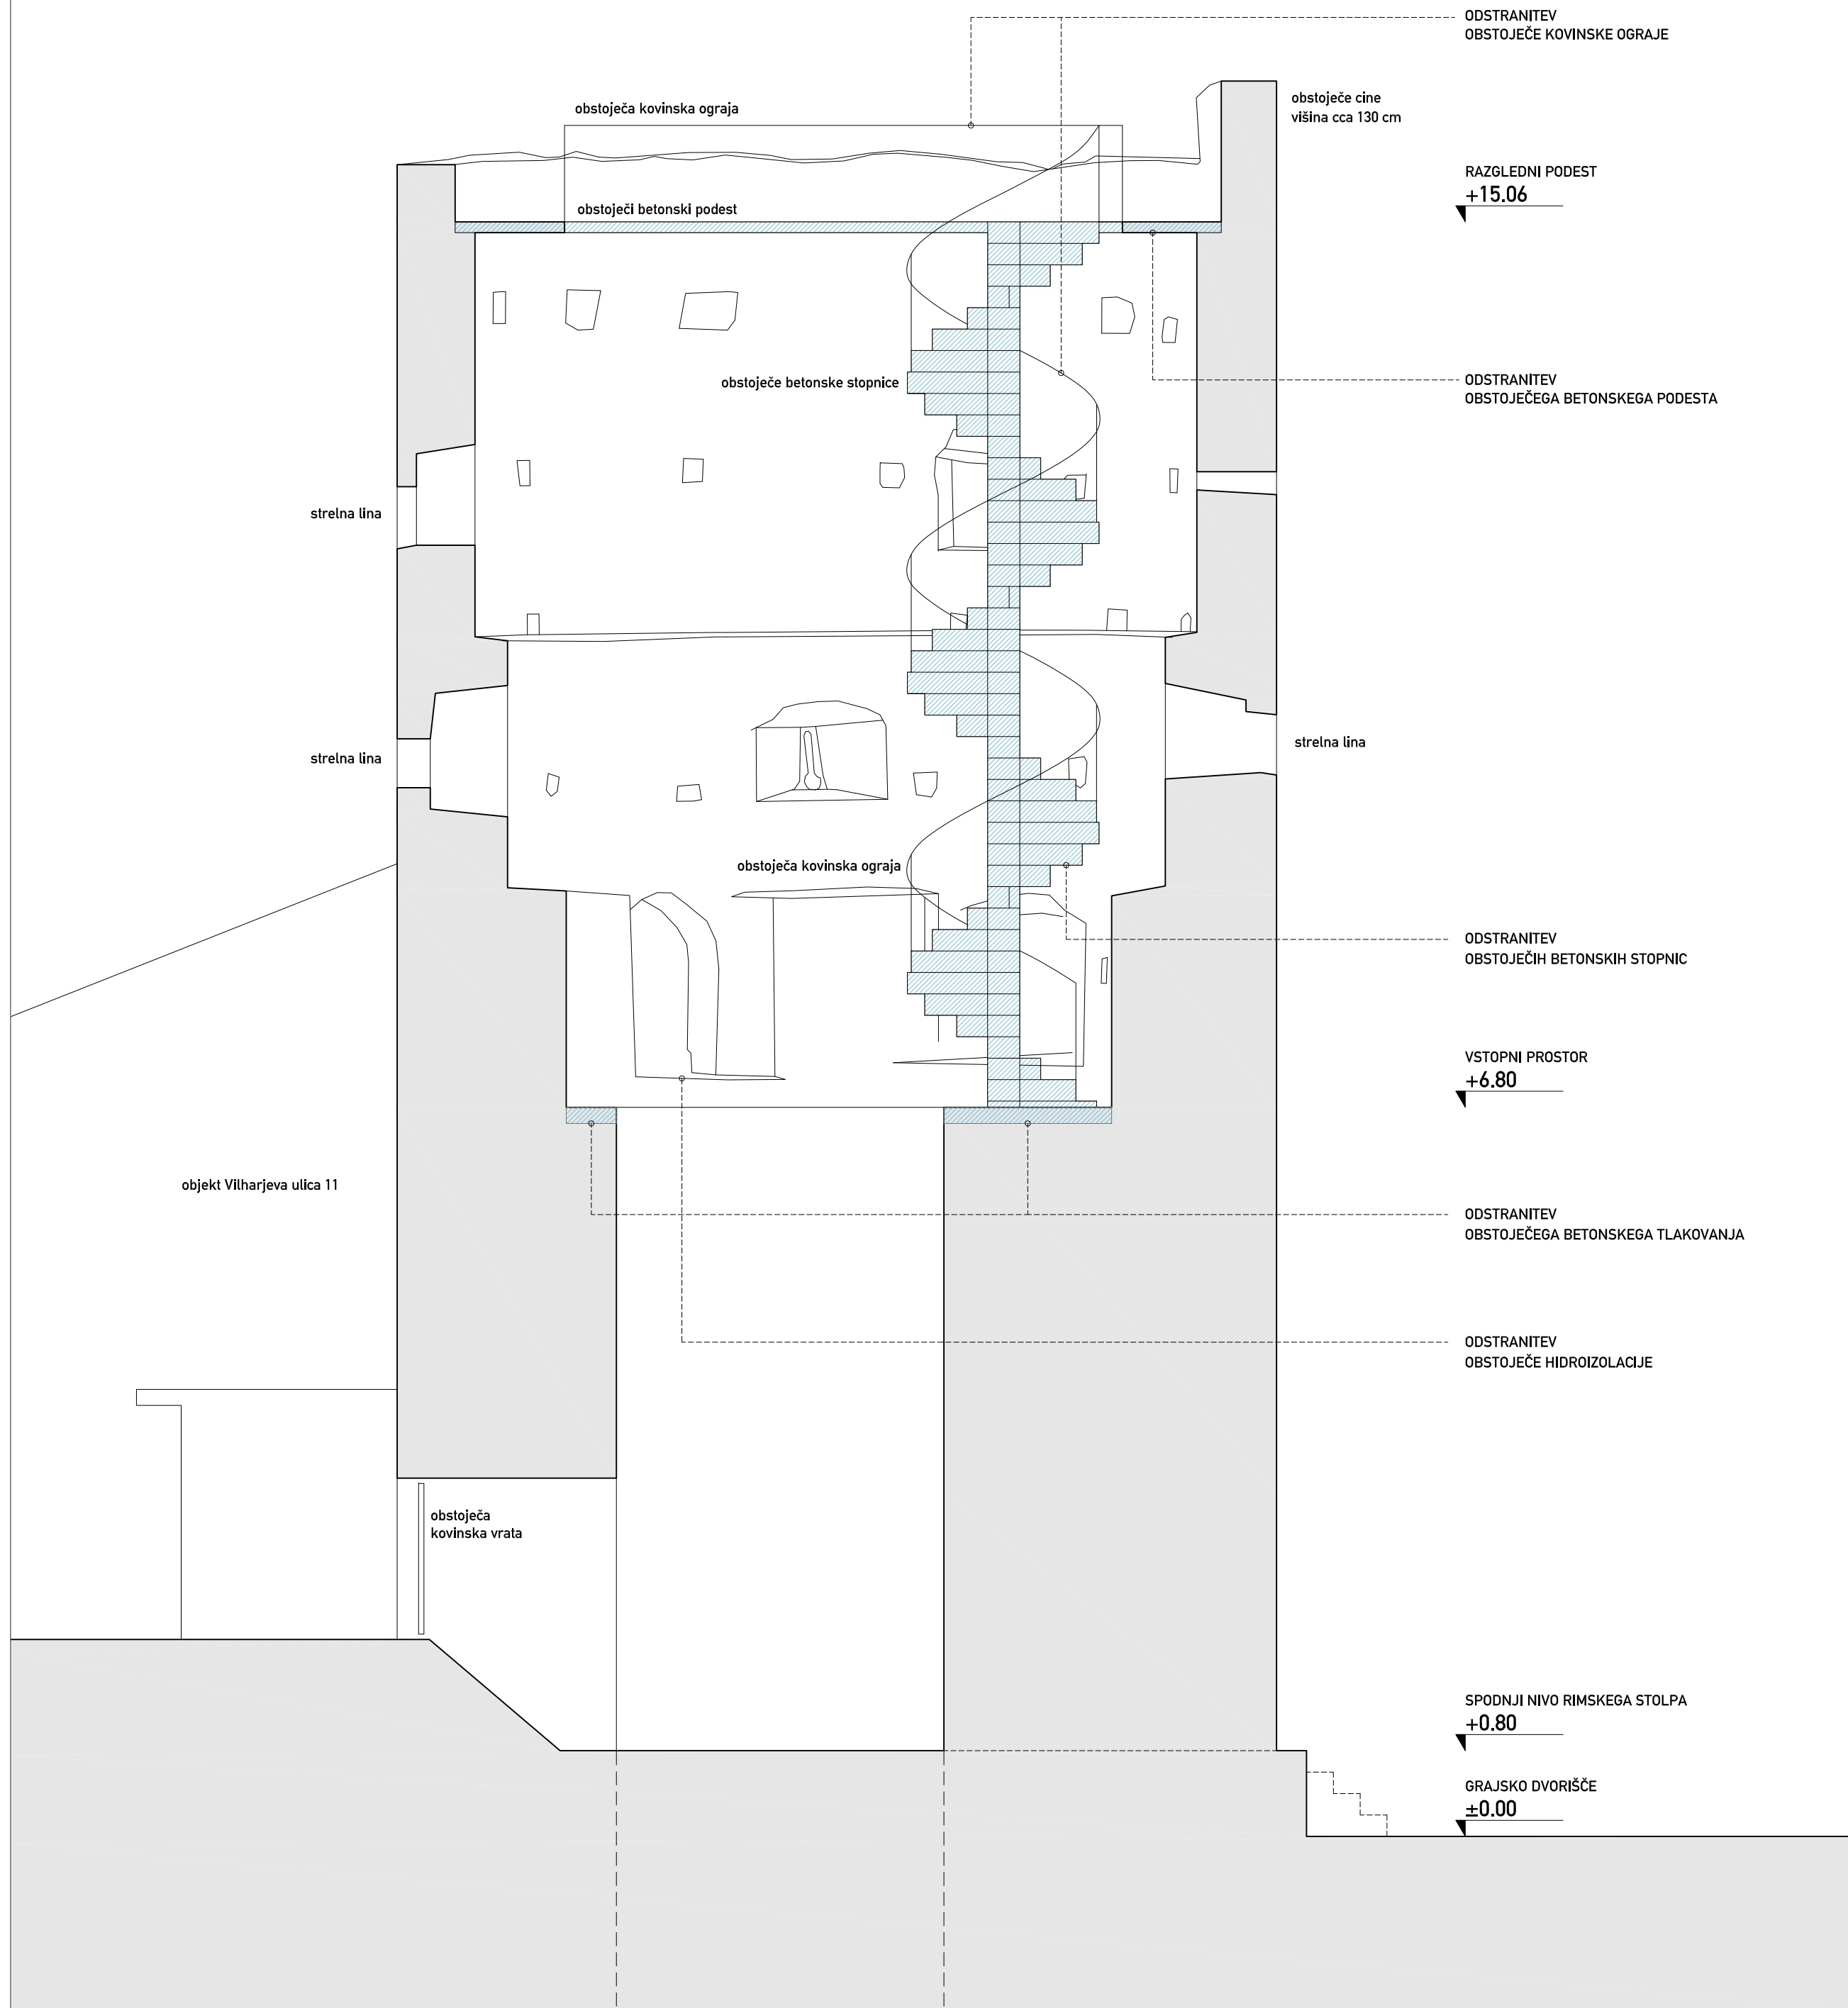 ODSTRANITEV
OBSTOJEČE KOVINSKE OGRAJE
obstoječa kovinska ograja
obstoječe cine
višina cca 130 cm
RAZGLEDNI PODEST
+15.06
obstoječi betonski podest
obstoječe betonske stopnice
ODSTRANITEV
OBSTOJEČEGA BETONSKEGA PODESTA
strelna lina
strelna lina
strelna lina
obstoječa kovinska ograja
ODSTRANITEV
OBSTOJEČIH BETONSKIH STOPNIC
VSTOPNI PROSTOR
+6.80
objekt Vilharjeva ulica 11
ODSTRANITEV
OBSTOJEČEGA BETONSKEGA TLAKOVANJA
ODSTRANITEV
OBSTOJEČE HIDROIZOLACIJE
obstoječa
kovinska vrata
SPODNJI NIVO RIMSKEGA STOLPA
+0.80
GRAJSKO DVORIŠČE
±0.00